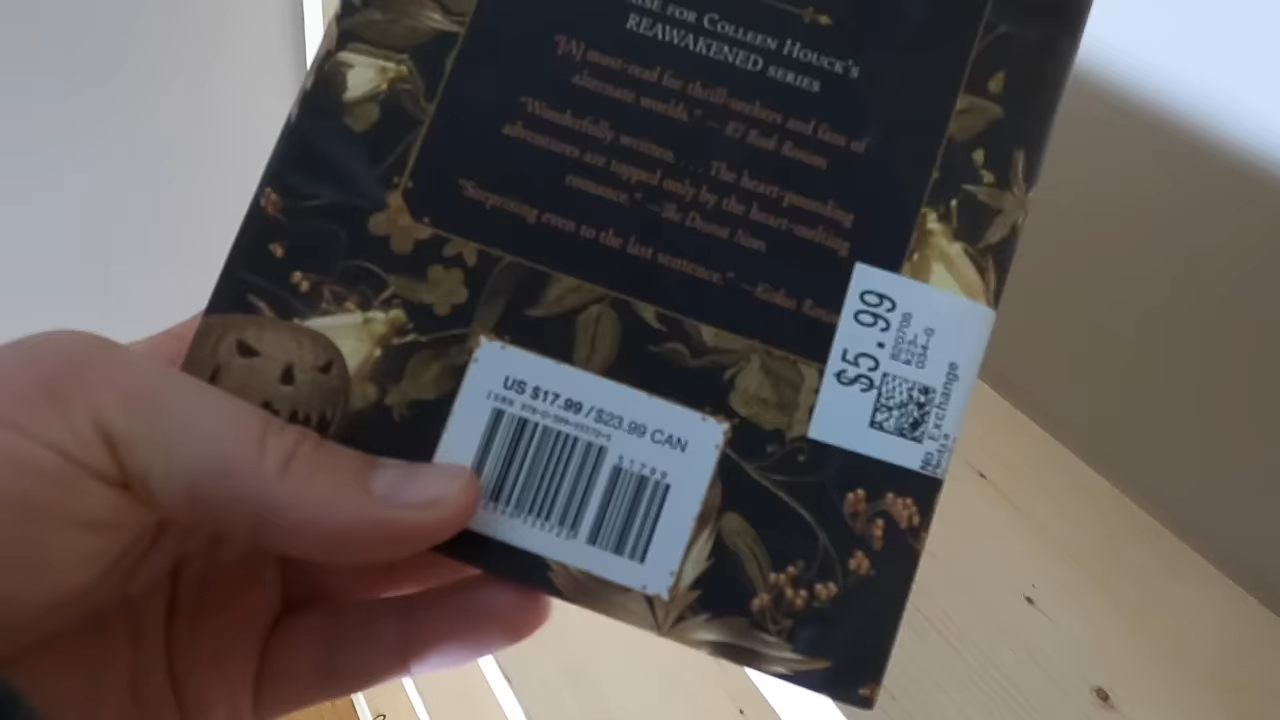 FOR COLLEEN HOUCK'S
REAWAKENED SERIES
"[A] must-read for thrill-seekers and fans of
alternate worlds." —RT Book Reviews
"Wonderfully written. . . . The heart-pounding
adventures are topped only by the heart-melting
romance." —The Deseret News
"Surprising even to the last sentence." —Kirkus
US $17.99 / $23.99 CAN
ISBN
$1799
$5.99
No Exchange